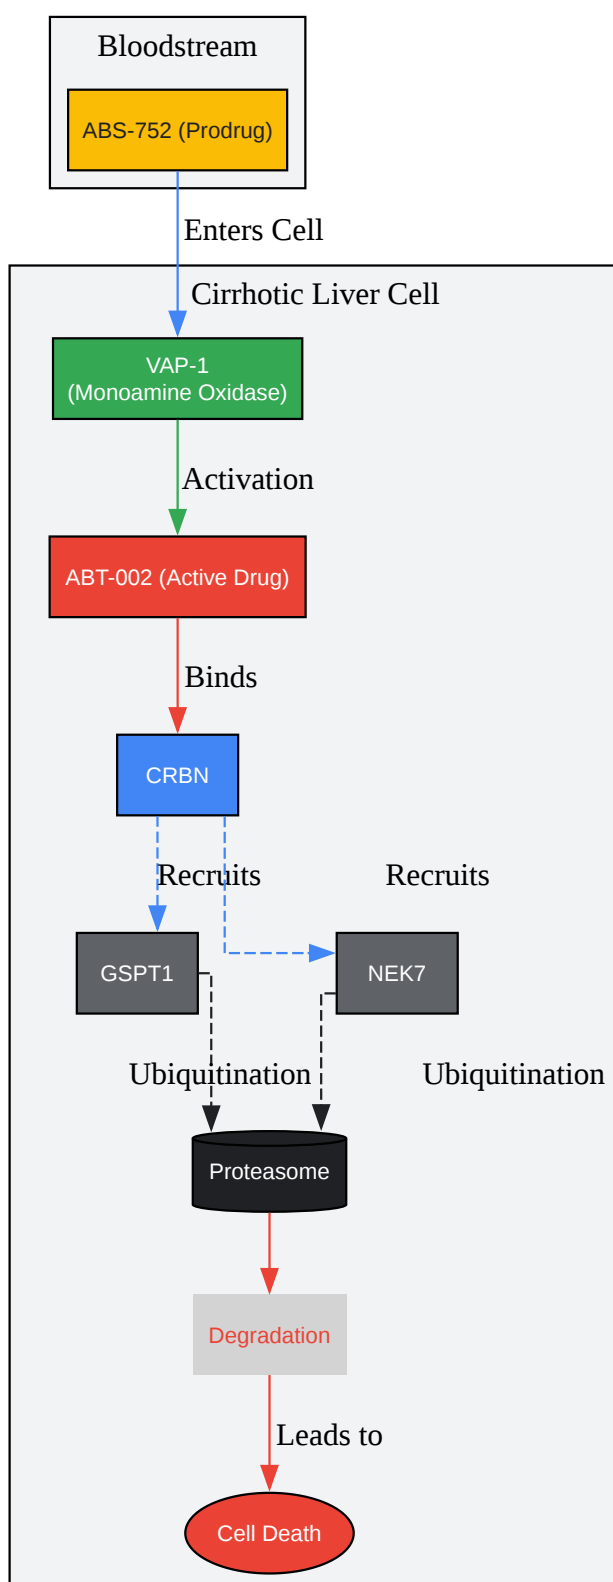 Bloodstream
ABS-752 (Prodrug)
Enters Cell
Cirrhotic Liver Cell
VAP-1
(Monoamine Oxidase)
Activation
ABT-002 (Active Drug)
Binds
CRBN
Recruits
Recruits
GSPT1
NEK7
Ubiquitination
Ubiquitination
Proteasome
Degradation
Leads to
Cell Death